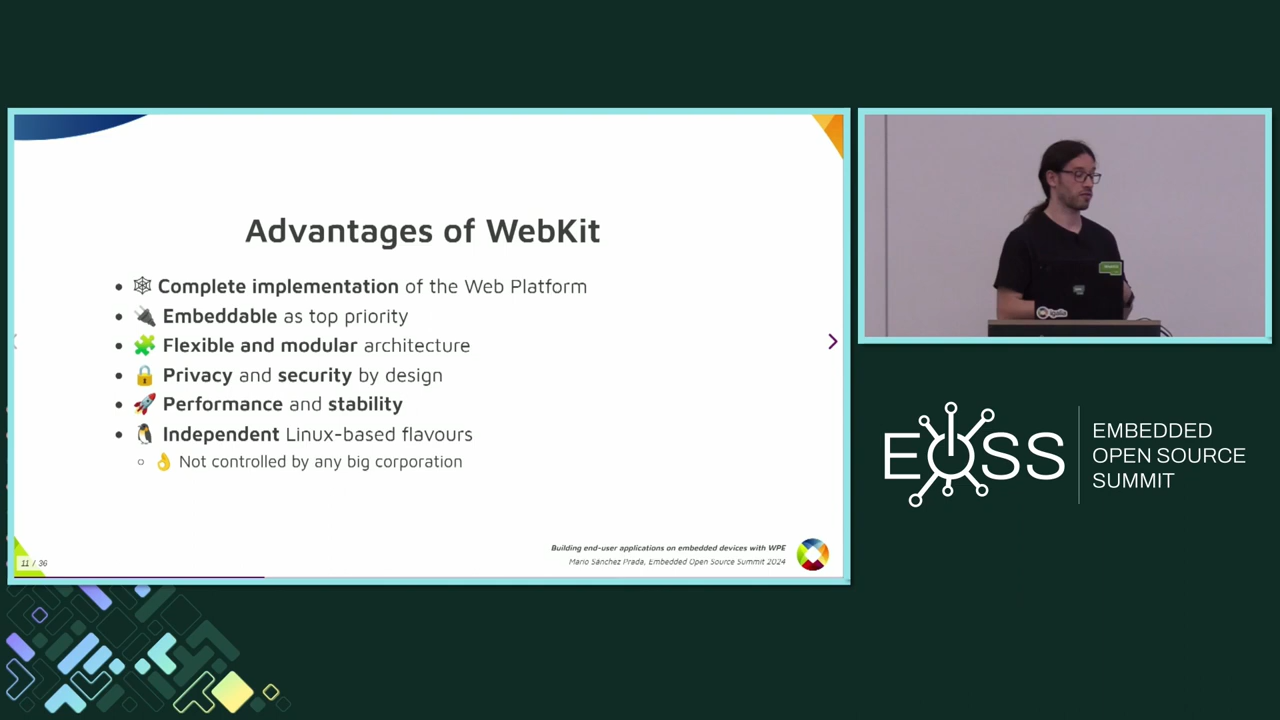 Advantages of WebKit
Complete implementation of the Web Platform
Embeddable as top priority
Flexible and modular architecture
Privacy and security by design
Performance and stability
Independent Linux-based flavours
Not controlled by any big corporation
Building end-user applications on embedded devices with WPE
Mario Sánchez Prada, Embedded Open Source Summit 2024
11 / 36
EOSS
EMBEDDED
OPEN SOURCE
SUMMIT